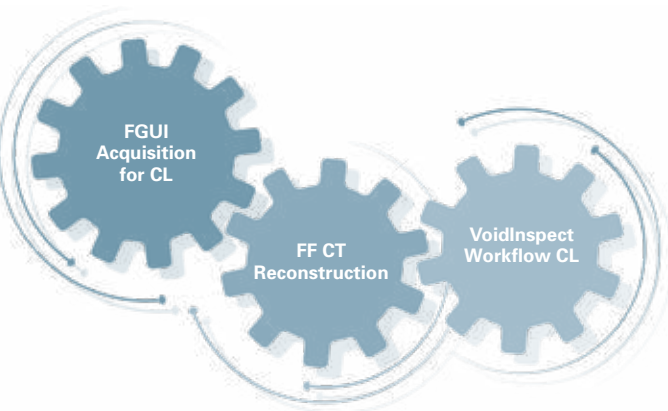 FGUI
Acquisition
for CL
FF CT
Reconstruction
VoidInspect
Workflow CL